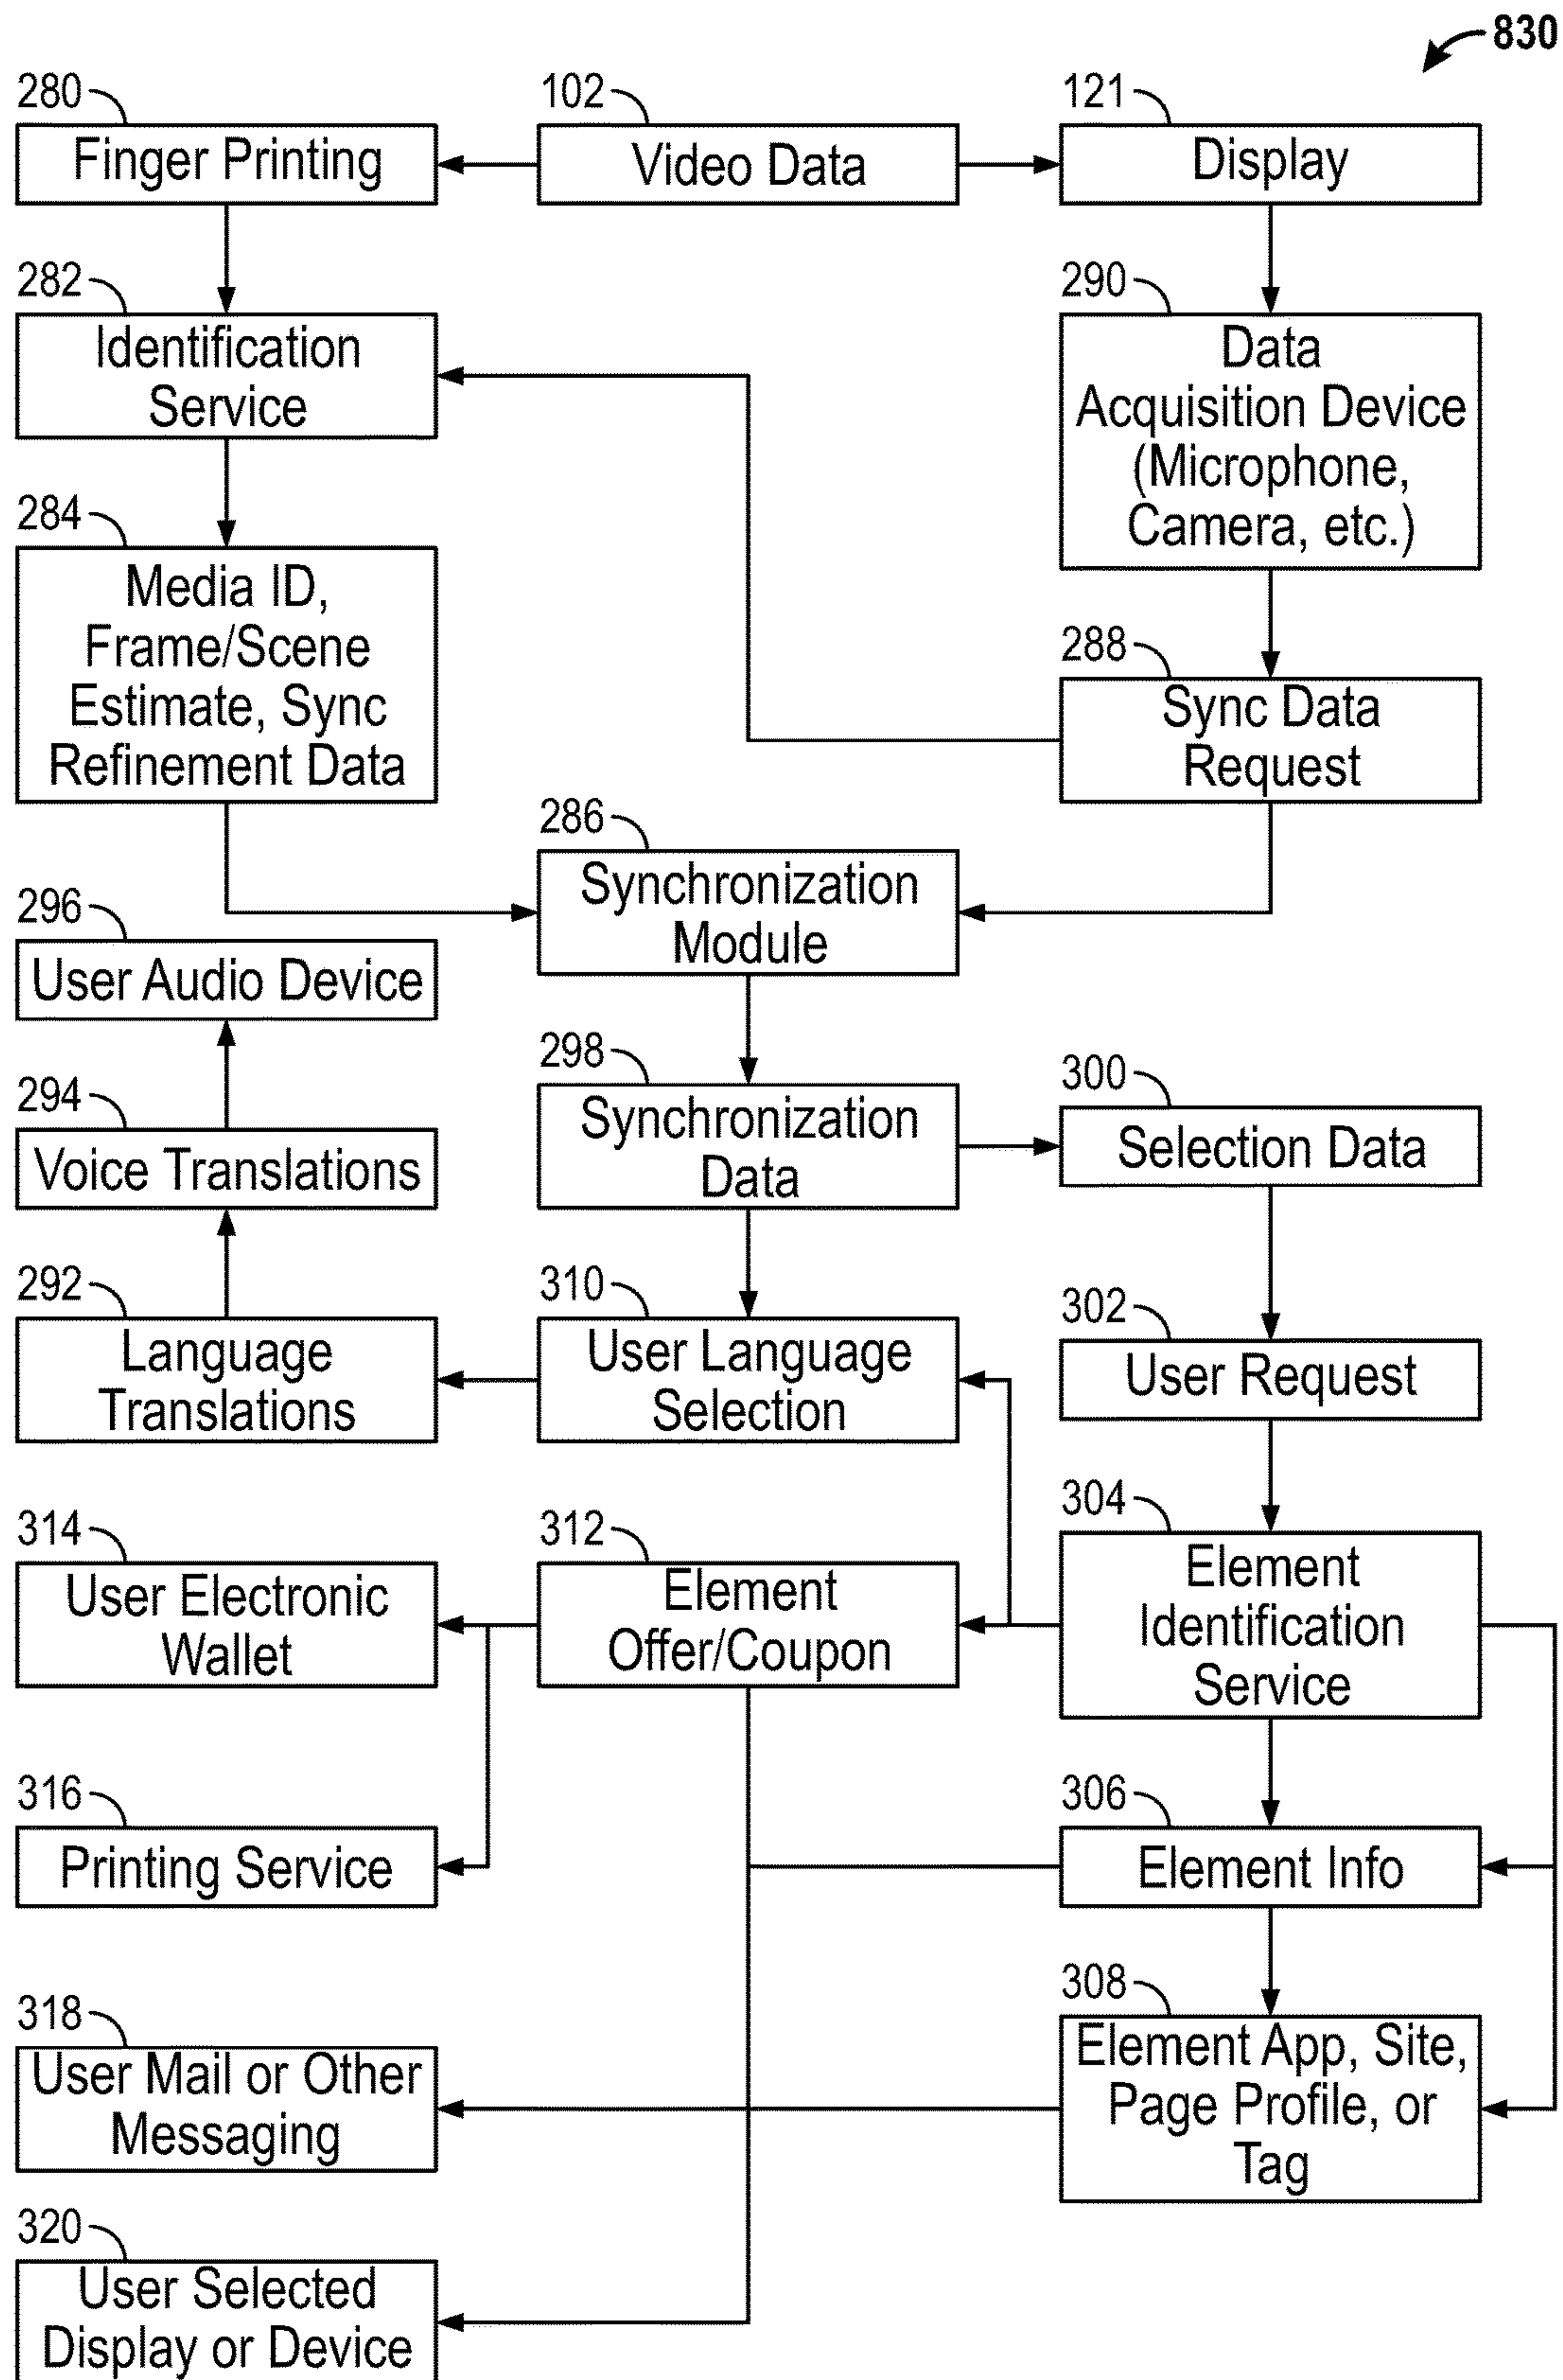 830
280
102
121
Finger Printing
Video Data
Display
282
290
Identification
Service
Data
Acquisition Device
(Microphone,
Camera, etc.)
284
Media ID,
Frame/Scene
Estimate, Sync
Refinement Data
288
Sync Data
Request
286
Synchronization
Module
296
User Audio Device
298
Synchronization
Data
300
Selection Data
294
Voice Translations
292
Language
Translations
310
User Language
Selection
302
User Request
304
Element
Identification
Service
314
User Electronic
Wallet
312
Element
Offer/Coupon
316
Printing Service
306
Element Info
308
Element App, Site,
Page Profile, or
Tag
318
User Mail or Other
Messaging
320
User Selected
Display or Device